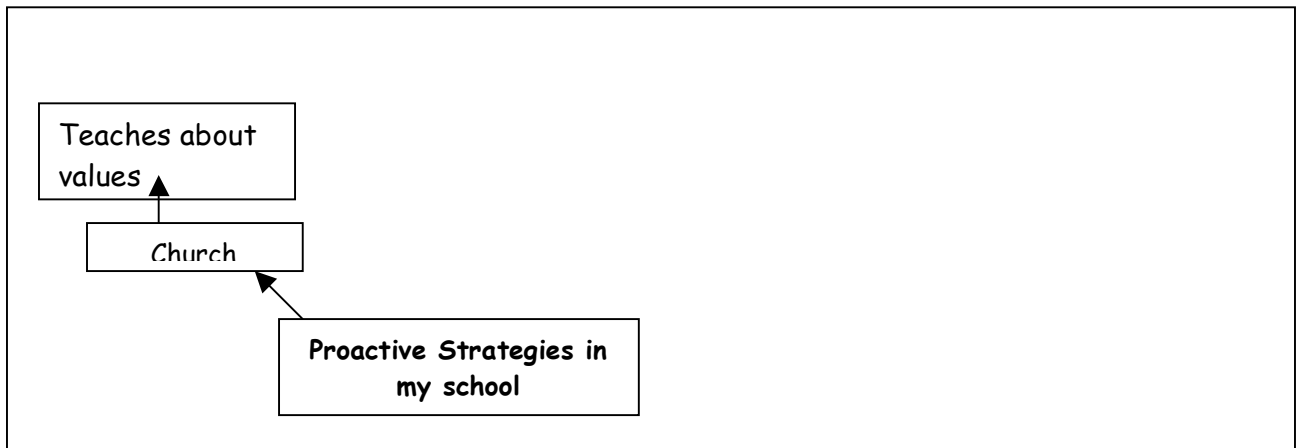 Teaches about
values
Church
Proactive Strategies in
my school